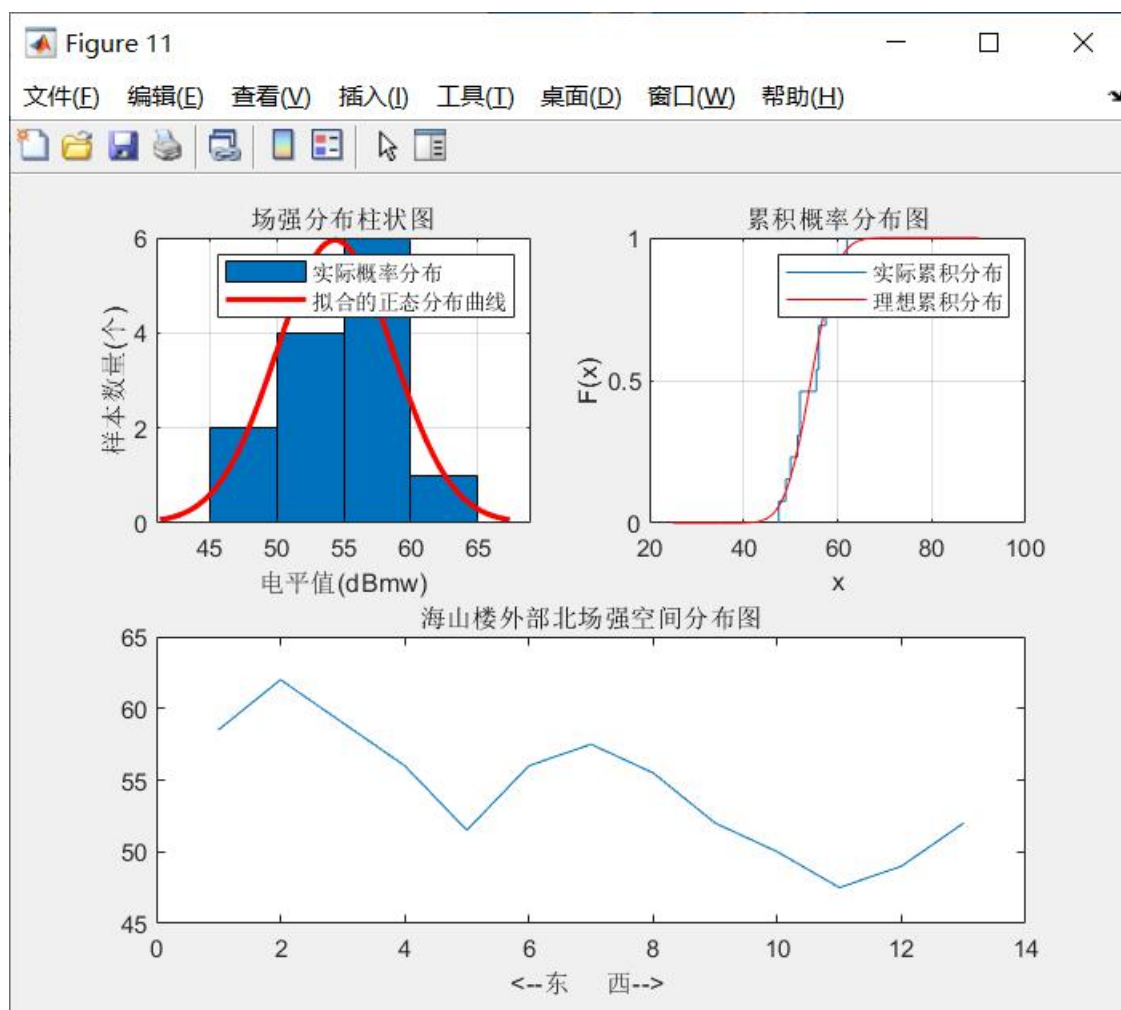 Figure 11
文件(F) 编辑(E) 查看(V) 插入(I) 工具(T) 桌面(D) 窗口(W) 帮助(H)
场强分布柱状图
6
4
2
0
样本数量(个)
实际概率分布
拟合的正态分布曲线
45 50 55 60 65
电平值(dBmw)
累积概率分布图
1
0.5
0
F(x)
实际累积分布
理想累积分布
20 40 60 80 100
x
海山楼外部北场强空间分布图
65
60
55
50
45
0 2 4 6 8 10 12 14
<--东 西-->